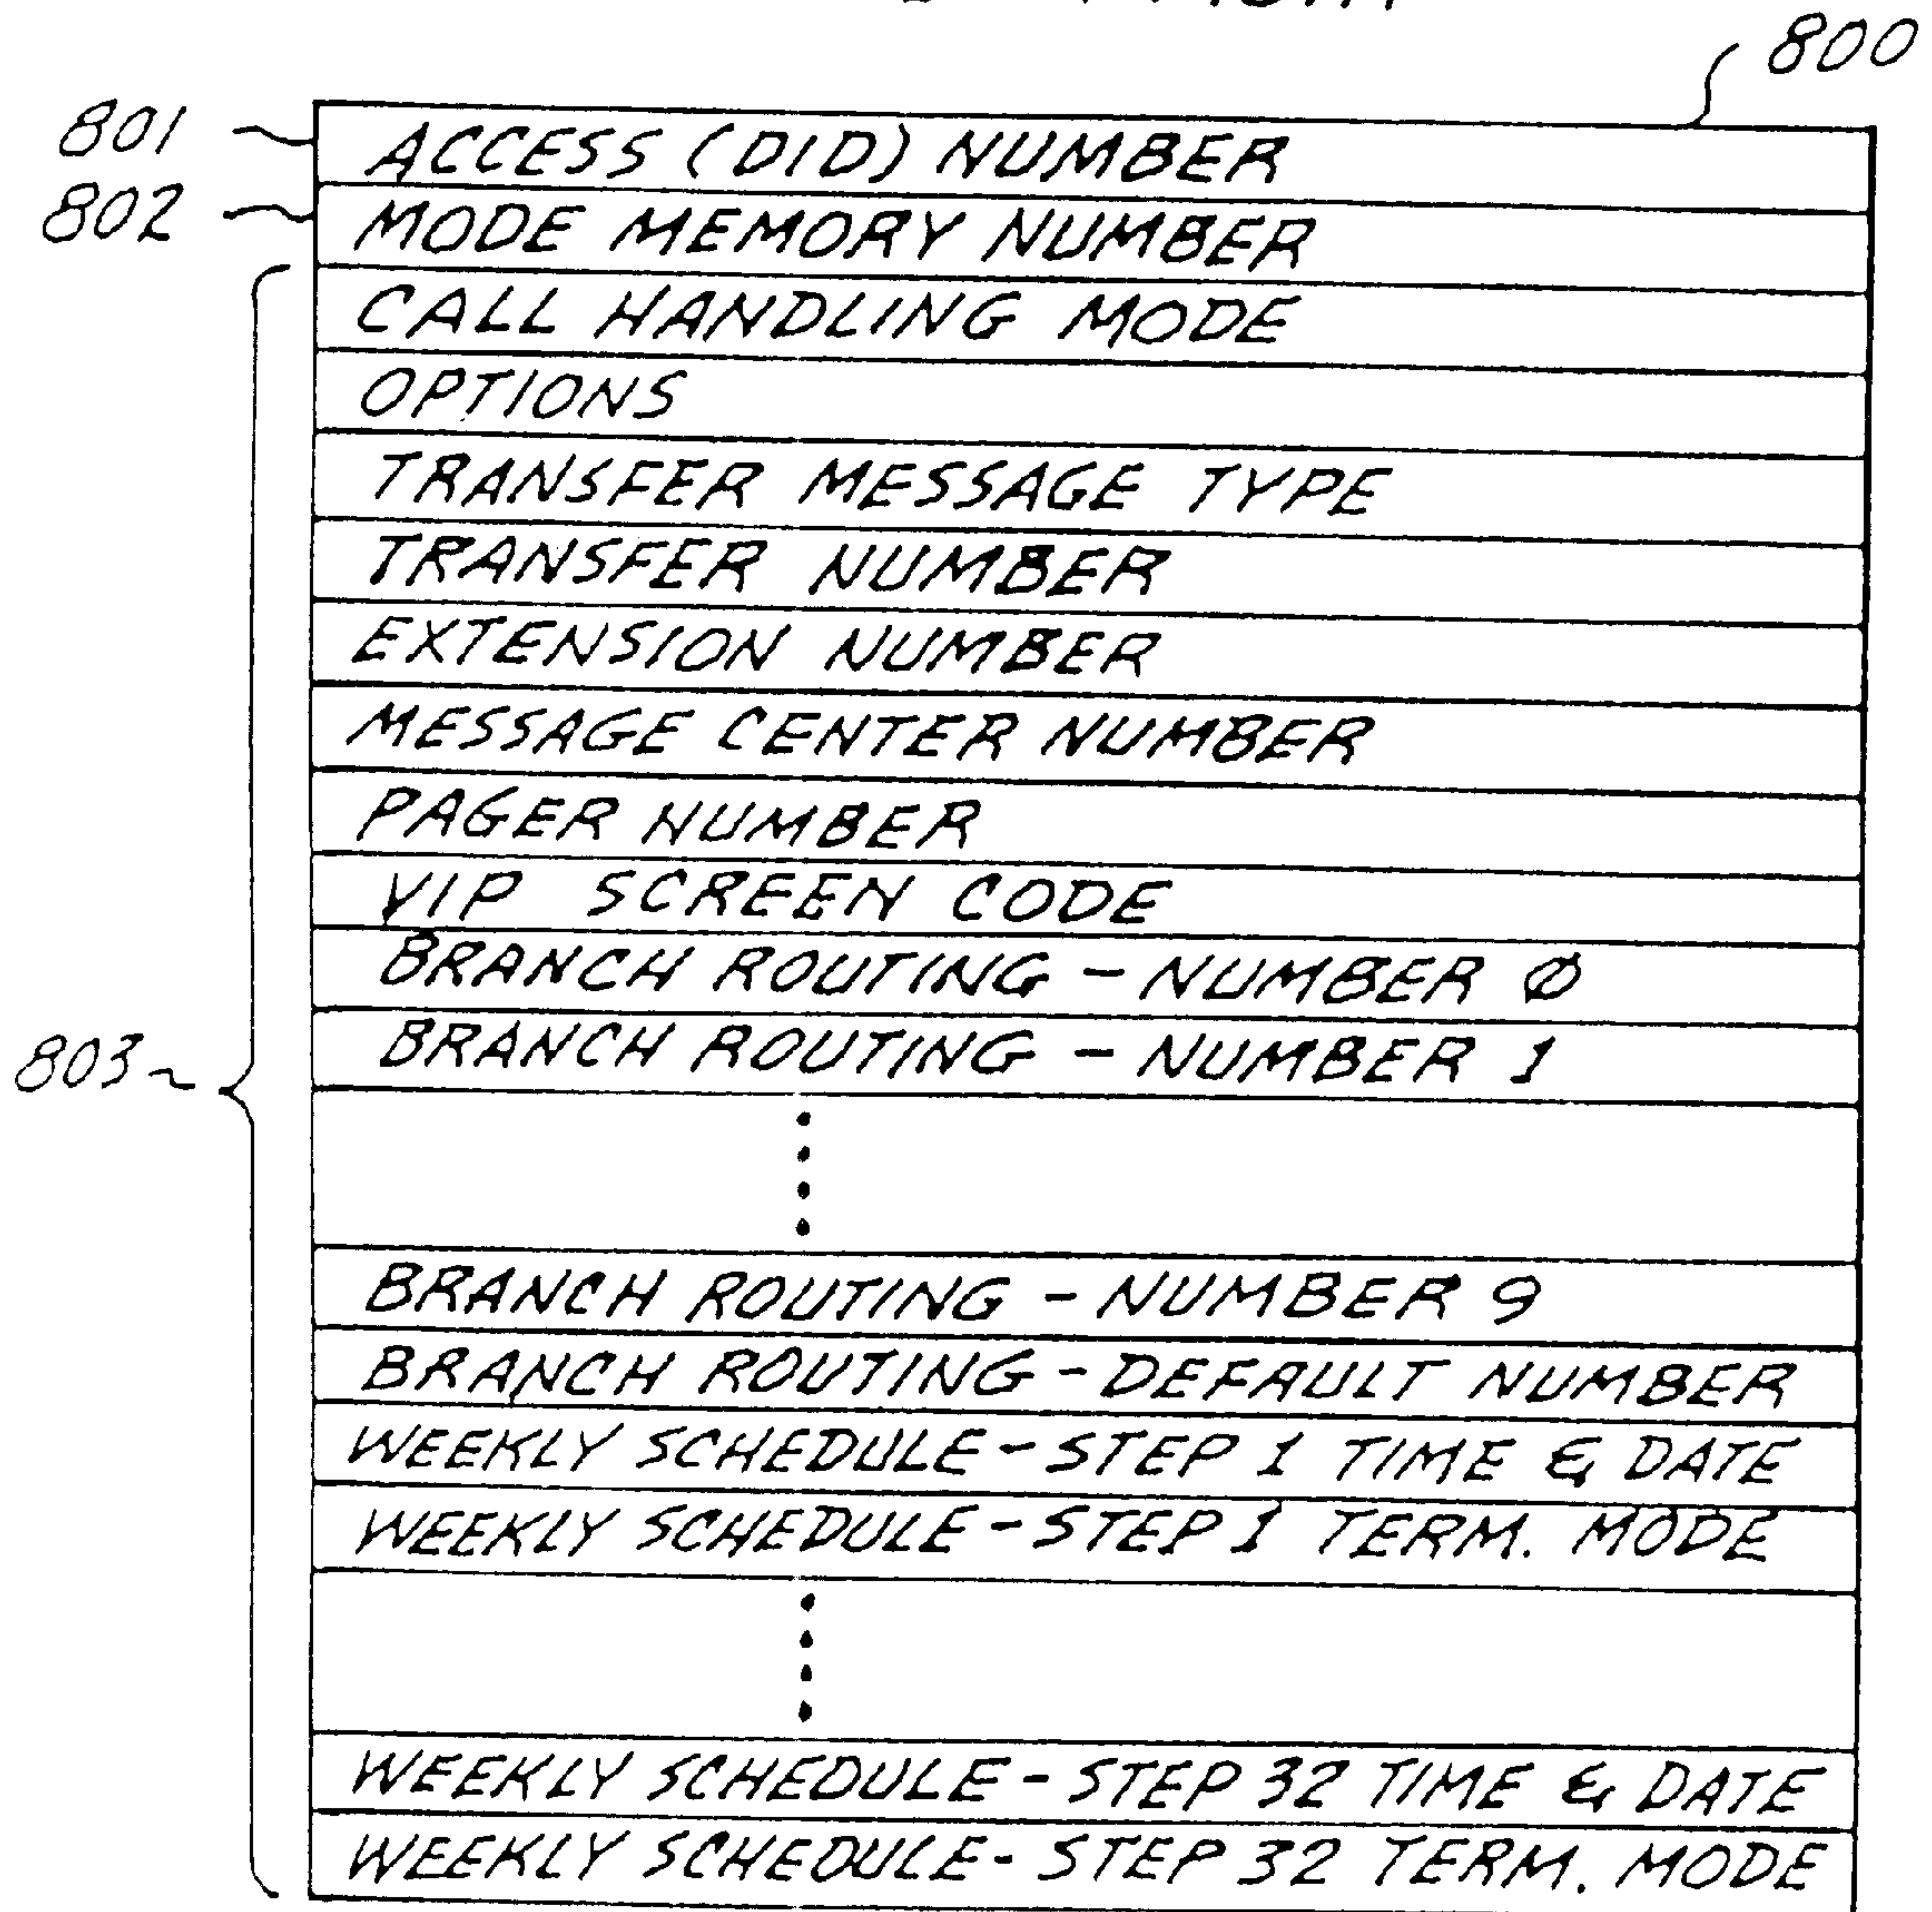 800
801 ACCESS (DID) NUMBER
802 MODE MEMORY NUMBER
CALL HANDLING MODE
OPTIONS
TRANSFER MESSAGE TYPE
TRANSFER NUMBER
EXTENSION NUMBER
MESSAGE CENTER NUMBER
PAGER NUMBER
VIP SCREEN CODE
BRANCH ROUTING - NUMBER 0
803 BRANCH ROUTING - NUMBER 1
BRANCH ROUTING - NUMBER 9
BRANCH ROUTING - DEFAULT NUMBER
WEEKLY SCHEDULE - STEP 1 TIME & DATE
WEEKLY SCHEDULE - STEP 1 TERM. MODE
WEEKLY SCHEDULE - STEP 32 TIME & DATE
WEEKLY SCHEDULE - STEP 32 TERM. MODE